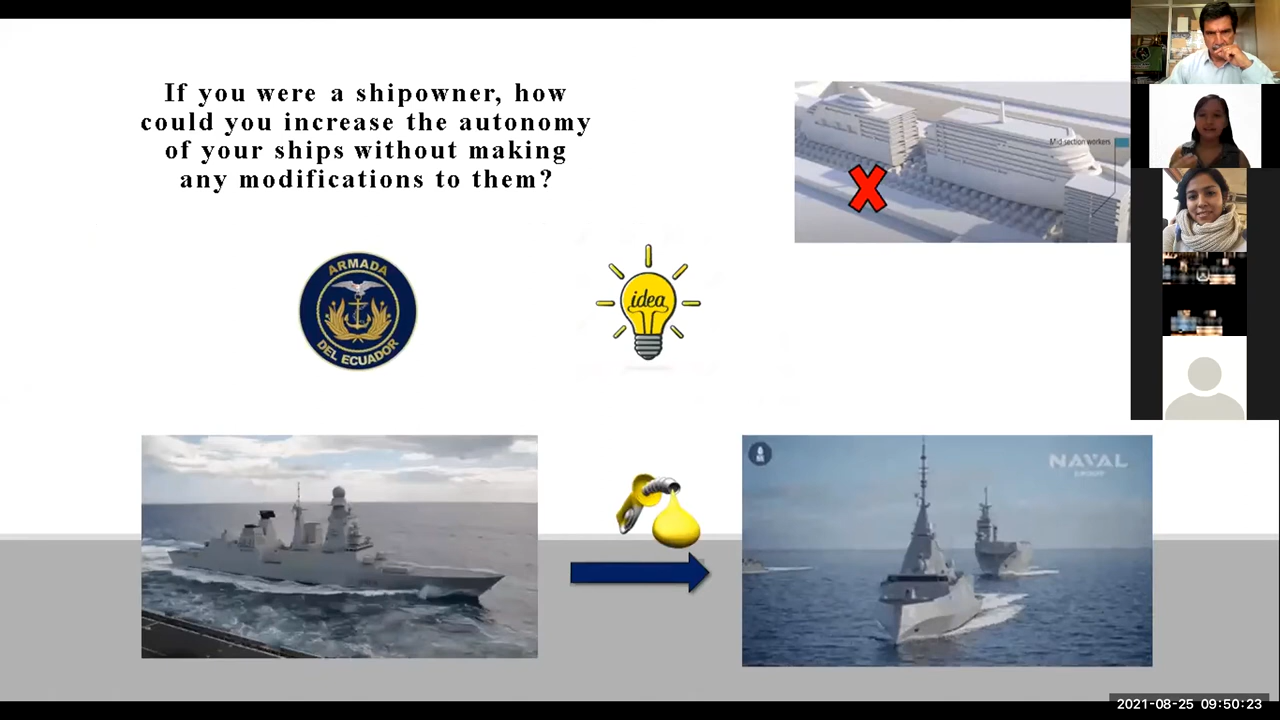 If you were a shipowner, how
could you increase the autonomy
of your ships without making
any modifications to them?
Mid-section workers
ARMADA
DEL ECUADOR
idea
NAVAL
2021-08-25 09:50:23